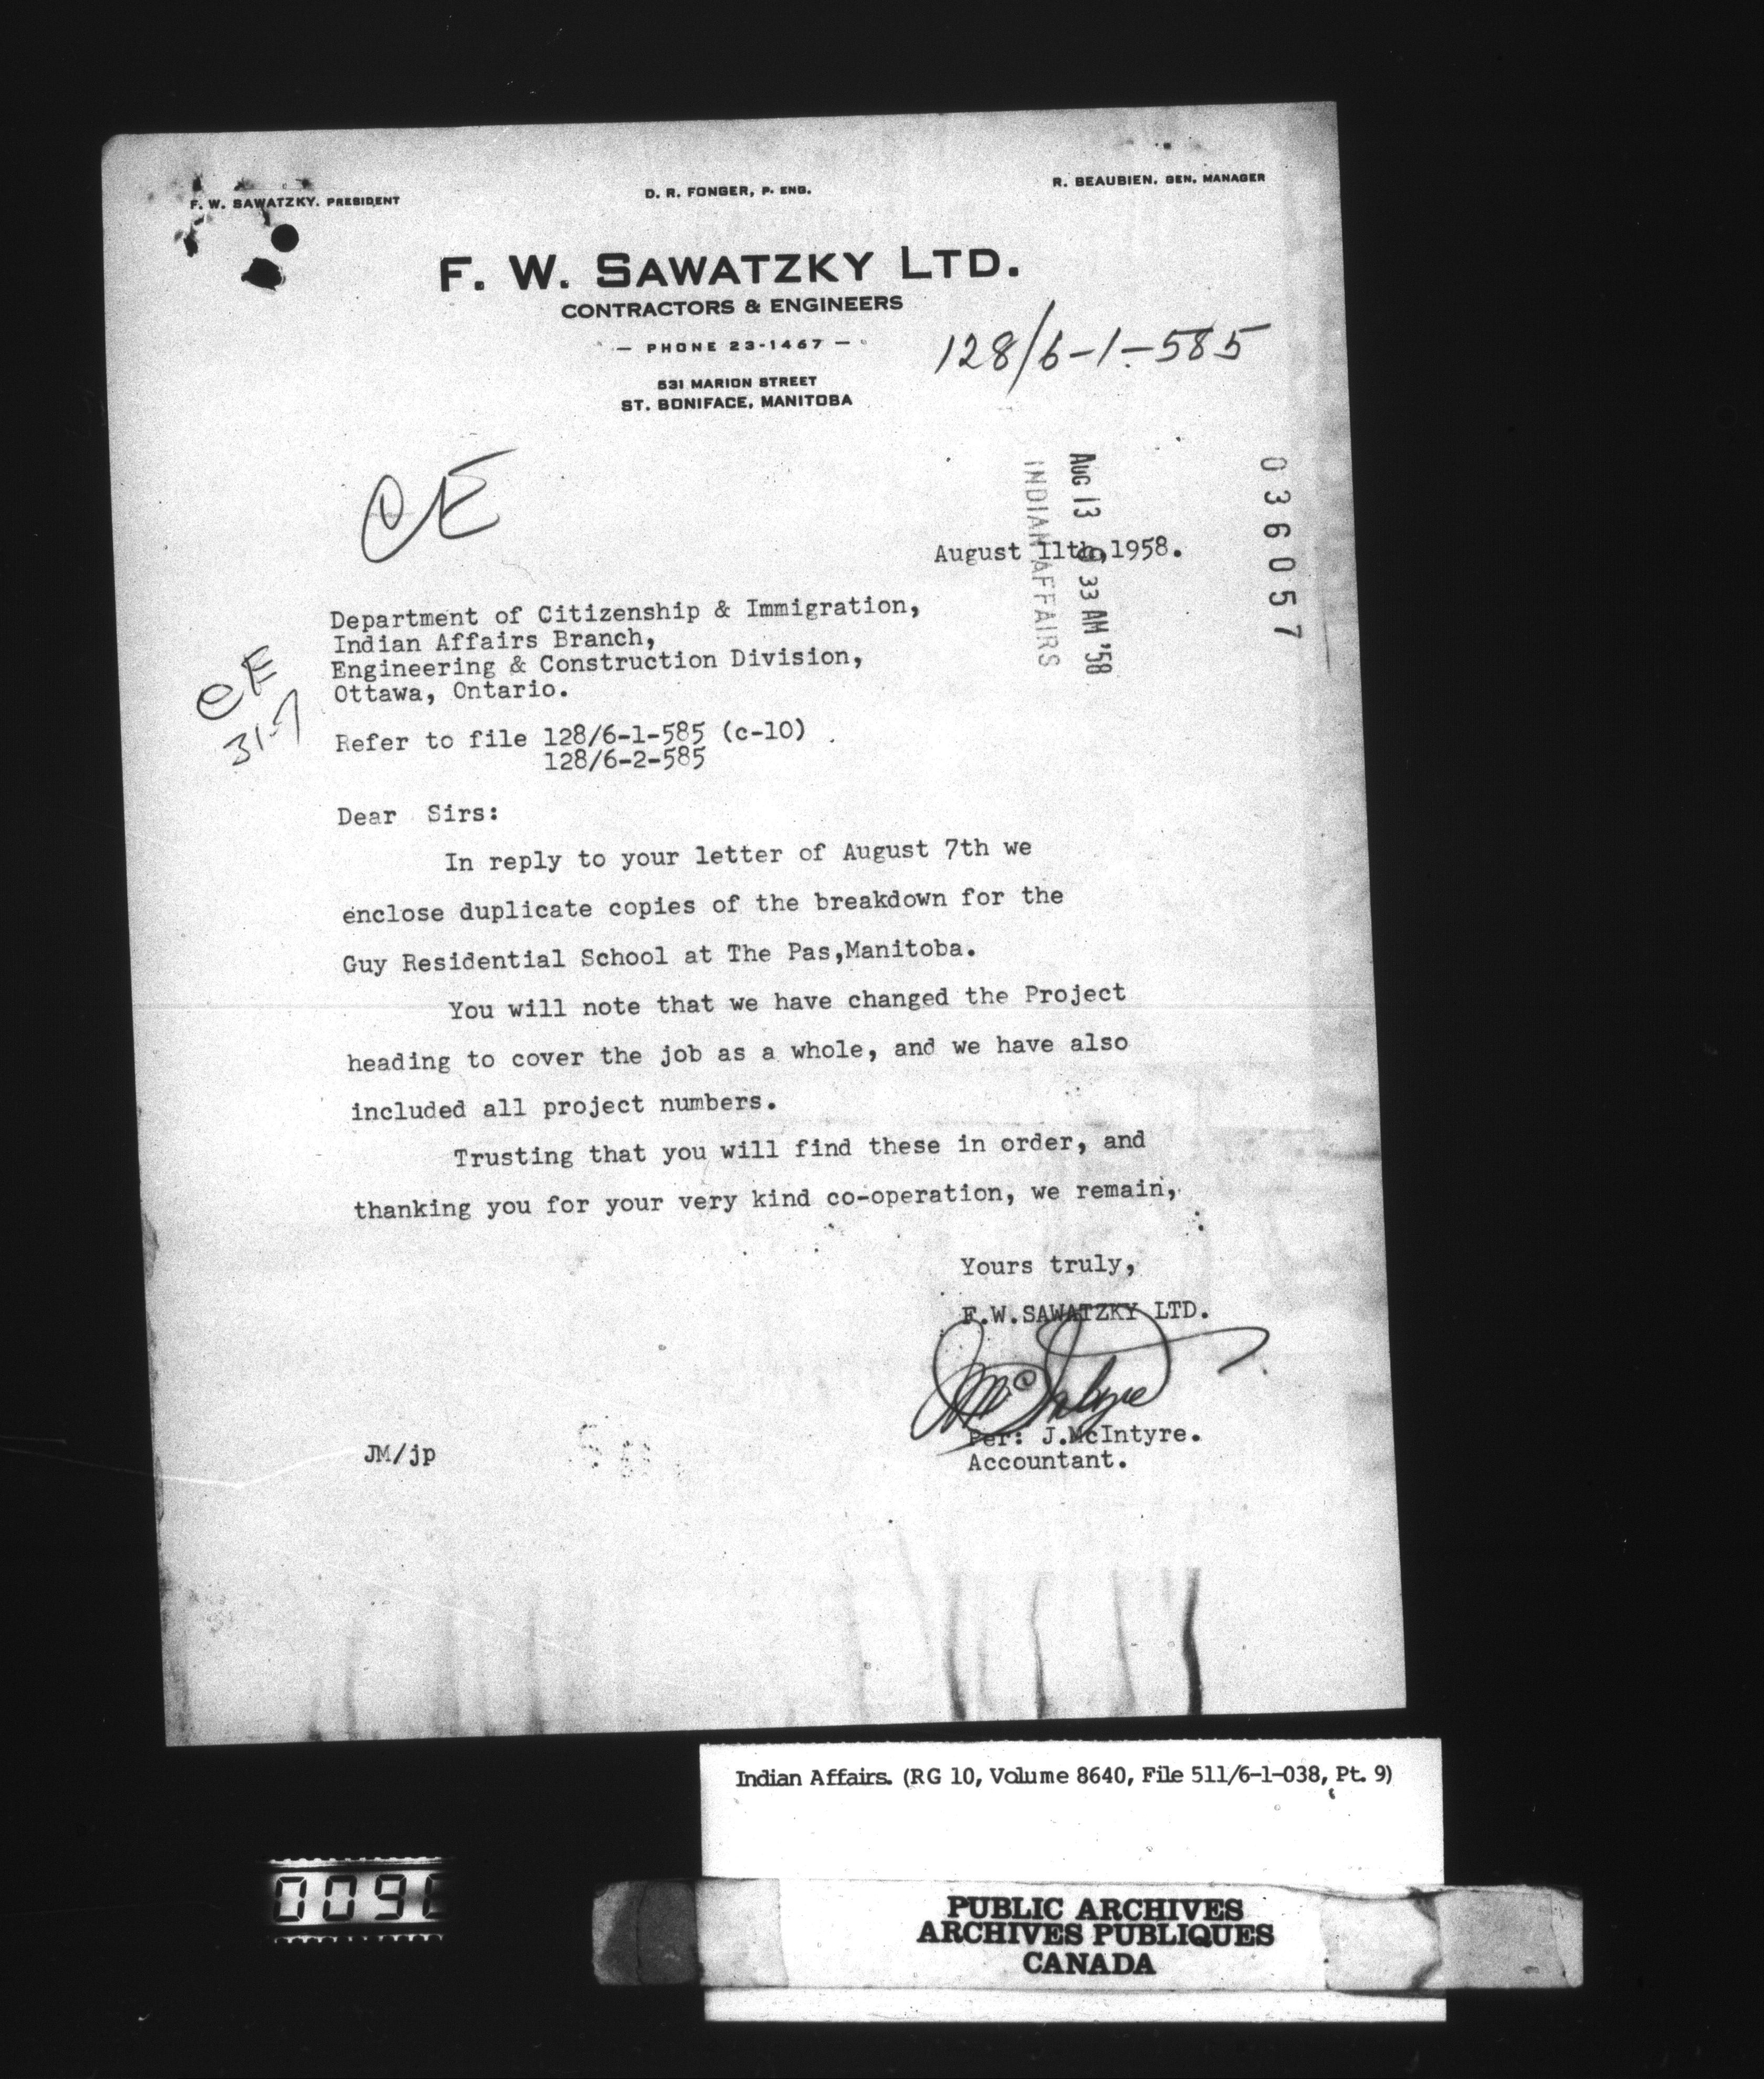 F. W. SAWATZKY, PRESIDENT
D. R. FONGER, P. ENG.
R. BEAUBIEN, GEN. MANAGER
F. W. SAWATZKY LTD.
CONTRACTORS & ENGINEERS
— PHONE 23-1467 —
531 MARION STREET
ST. BONIFACE, MANITOBA
128/6-1-585
CE
036057
AUG 13 9 33 AM '58
INDIAN AFFAIRS
August 11th, 1958.
Department of Citizenship & Immigration,
Indian Affairs Branch,
Engineering & Construction Division,
Ottawa, Ontario.
CE
31-7
Refer to file 128/6-1-585 (c-10)
128/6-2-585
Dear Sirs:
In reply to your letter of August 7th we
enclose duplicate copies of the breakdown for the
Guy Residential School at The Pas,Manitoba.
You will note that we have changed the Project
heading to cover the job as a whole, and we have also
included all project numbers.
Trusting that you will find these in order, and
thanking you for your very kind co-operation, we remain,
Yours truly,
F.W.SAWATZKY LTD.
J McIntyre
Per: J.McIntyre.
Accountant.
JM/jp
Indian Affairs. (RG 10, Volume 8640, File 511/6-1-038, Pt. 9)
PUBLIC ARCHIVES
ARCHIVES PUBLIQUES
CANADA